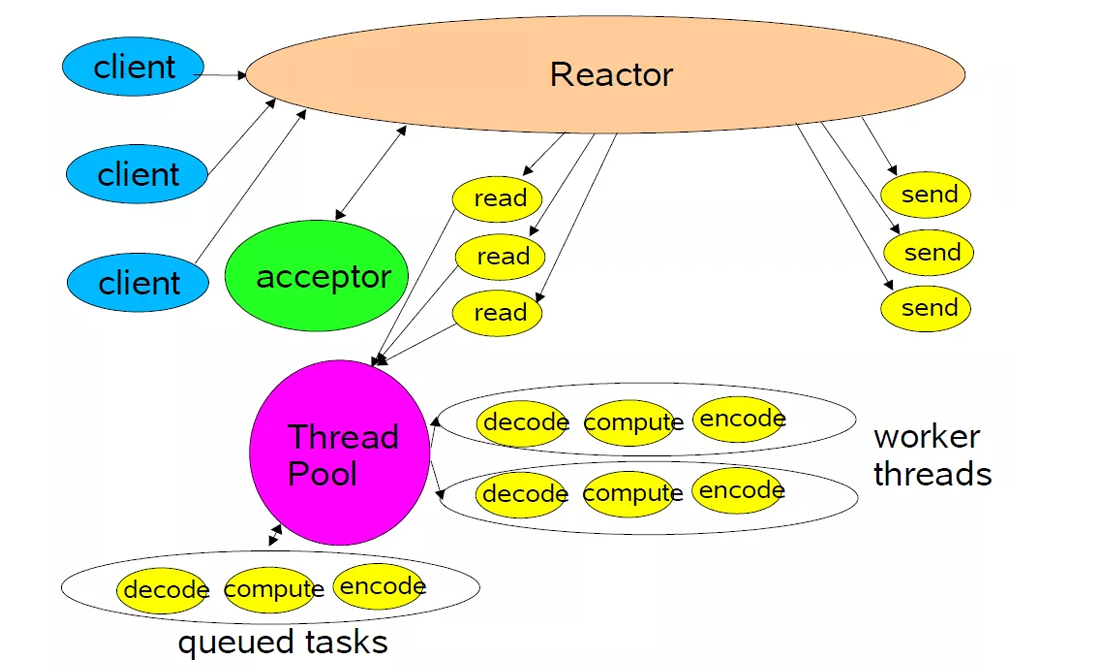 client
Reactor
client
client
acceptor
read
read
read
send
send
send
Thread
Pool
decode compute encode
decode compute encode
worker
threads
decode compute encode
queued tasks